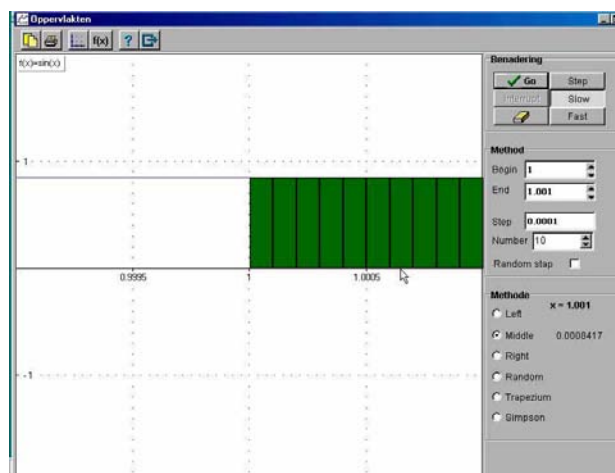 Oppervlakten
f(x)
?
f(x)=sin(x)
1
0.9995
1
1.0005
-1
Benadering
Go
Step
Interrupt
Slow
Fast
Method
Begin 1
End 1.001
Step 0.0001
Number 10
Random stap
Methode
x = 1.001
Left
Middle 0.0008417
Right
Random
Trapezium
Simpson